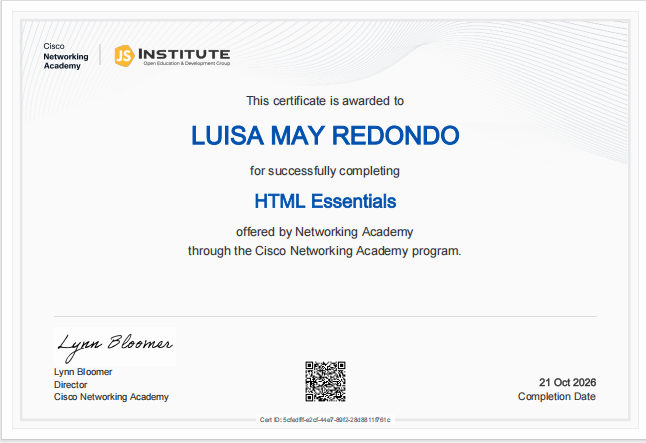 Cisco
Networking
Academy
JS INSTITUTE
Open Education & Development Group
This certificate is awarded to
LUISA MAY REDONDO
for successfully completing
HTML Essentials
offered by Networking Academy
through the Cisco Networking Academy program.
Lynn Bloomer
Lynn Bloomer
Director
Cisco Networking Academy
21 Oct 2026
Completion Date
Cert ID: